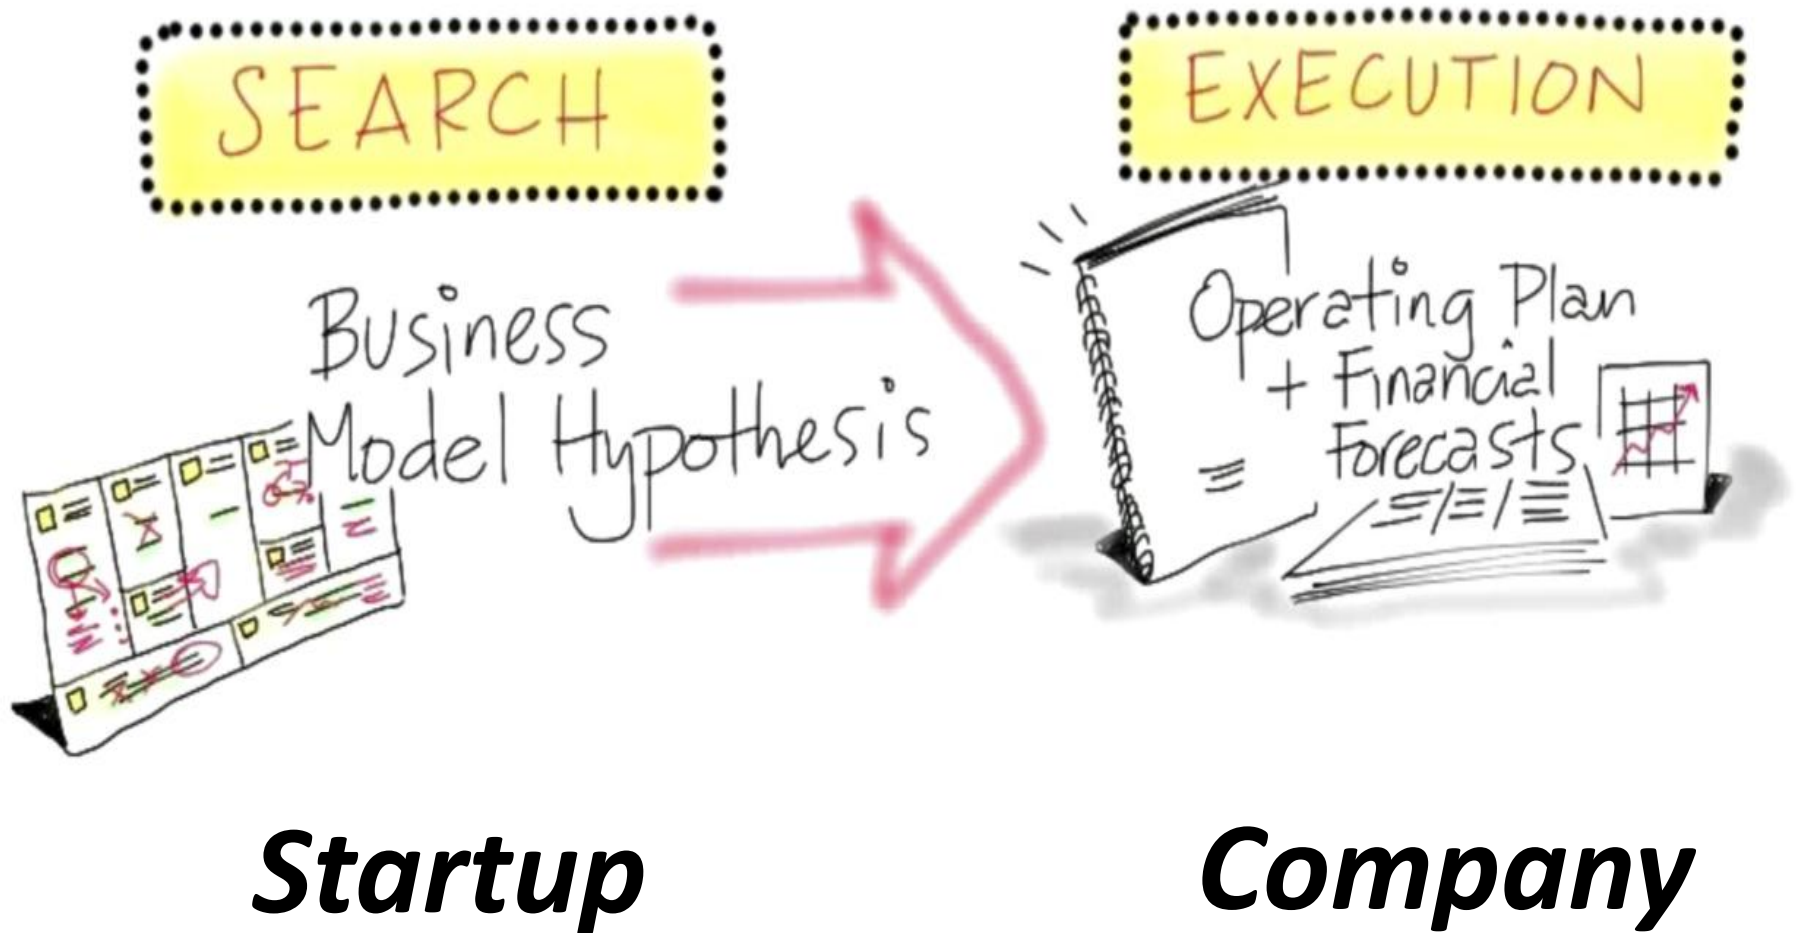 SEARCH
Business
Model Hypothesis
Startup
EXECUTION
Operating Plan
+ Financial
Forecasts
Company